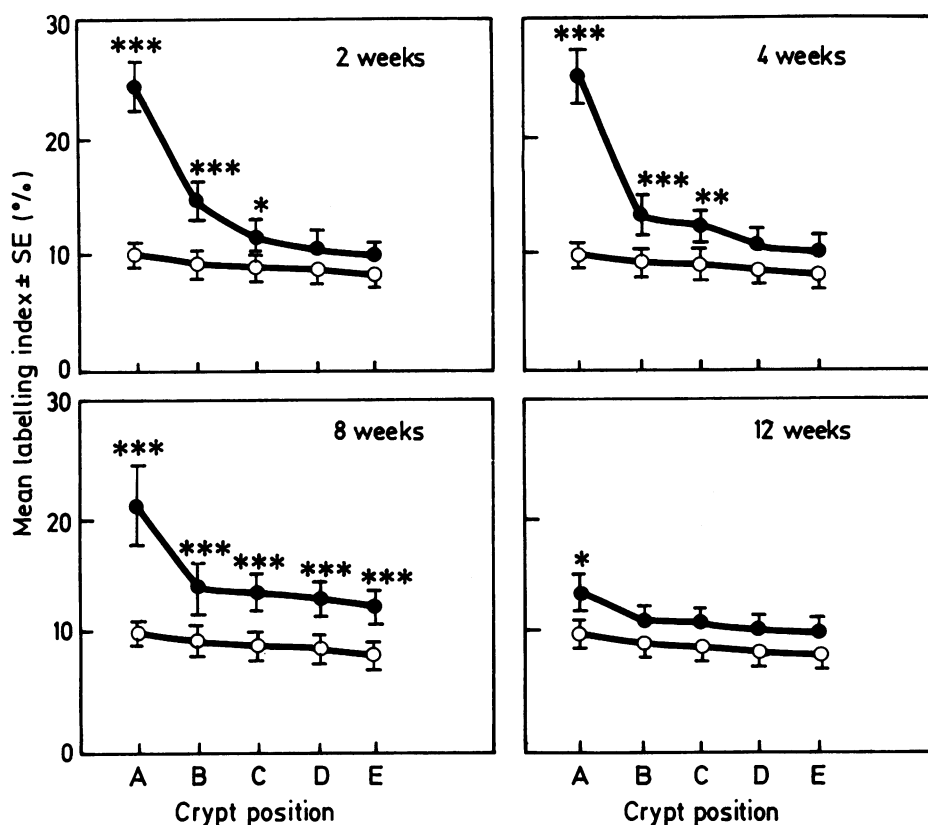 Mean labelling index ± SE (%)
30
20
10
0
***
***
*
2 weeks
***
***
**
4 weeks
30
20
10
0
***
***
***
***
***
8 weeks
A B C D E
Crypt position
*
12 weeks
A B C D E
Crypt position